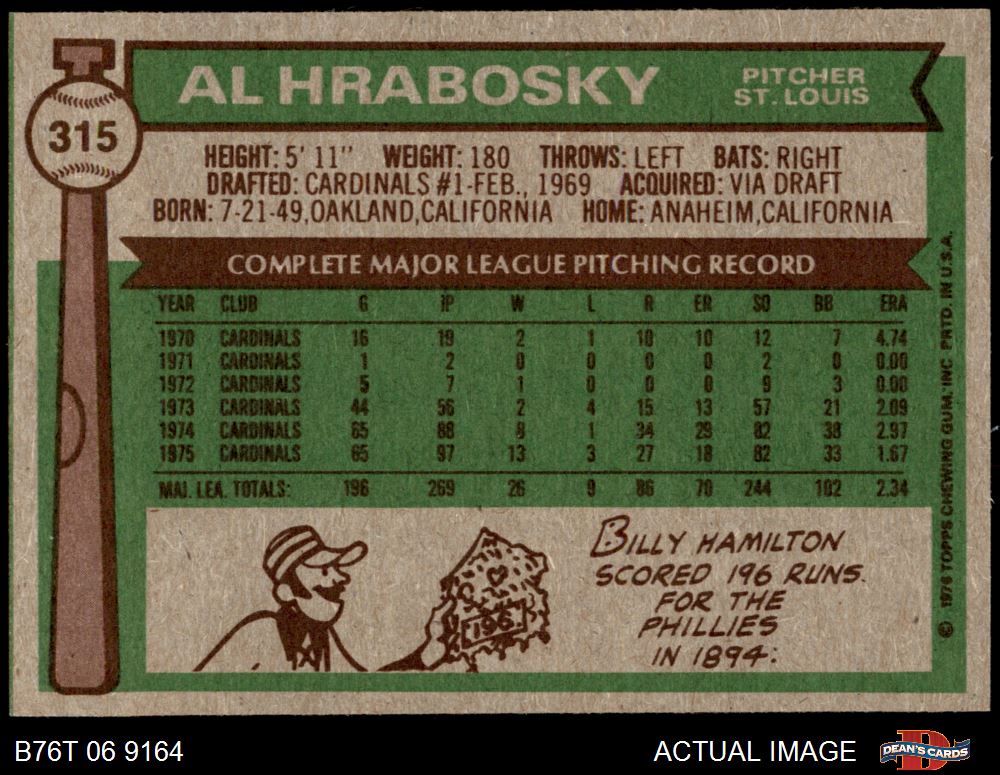 AL HRABOSKY
PITCHER
ST. LOUIS
315
HEIGHT: 5' 11" WEIGHT: 180 THROWS: LEFT BATS: RIGHT
DRAFTED: CARDINALS #1-FEB., 1969 ACQUIRED: VIA DRAFT
BORN: 7-21-49, OAKLAND, CALIFORNIA HOME: ANAHEIM, CALIFORNIA
COMPLETE MAJOR LEAGUE PITCHING RECORD
YEAR CLUB G IP W L R ER SO BB ERA
1970 CARDINALS 16 19 2 1 10 10 12 7 4.74
1971 CARDINALS 1 2 0 0 0 0 2 0 0.00
1972 CARDINALS 5 7 1 0 0 0 9 3 0.00
1973 CARDINALS 44 56 2 4 15 13 57 21 2.09
1974 CARDINALS 65 88 8 1 34 29 82 38 2.97
1975 CARDINALS 65 97 13 3 27 18 82 33 1.67
MAJ. LEA. TOTALS: 196 269 26 9 86 70 244 102 2.34
196
BILLY HAMILTON
SCORED 196 RUNS
FOR THE
PHILLIES
IN 1894.
© 1976 TOPPS CHEWING GUM, INC. PRTD. IN U.S.A.
B76T 06 9164
ACTUAL IMAGE
D
DEAN'S CARDS